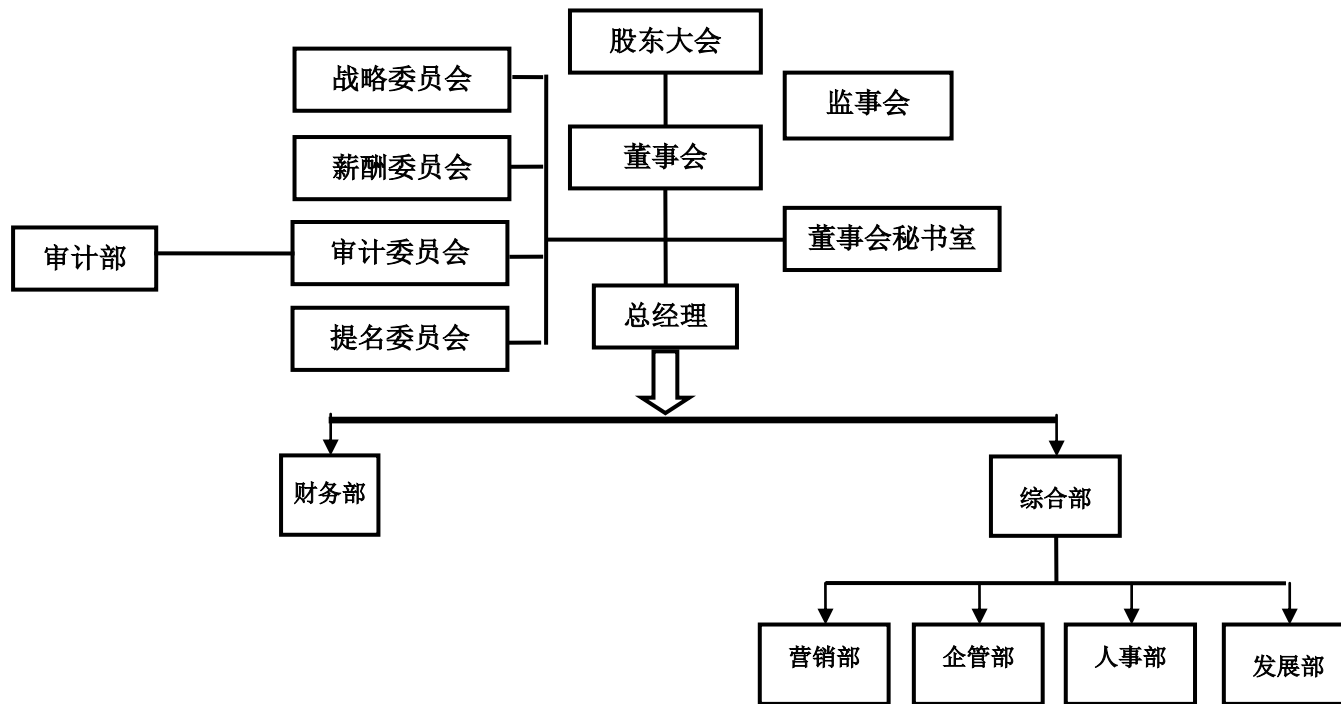 股东大会
战略委员会
监事会
董事会
薪酬委员会
审计部
审计委员会
董事会秘书室
提名委员会
总经理
财务部
综合部
营销部
企管部
人事部
发展部